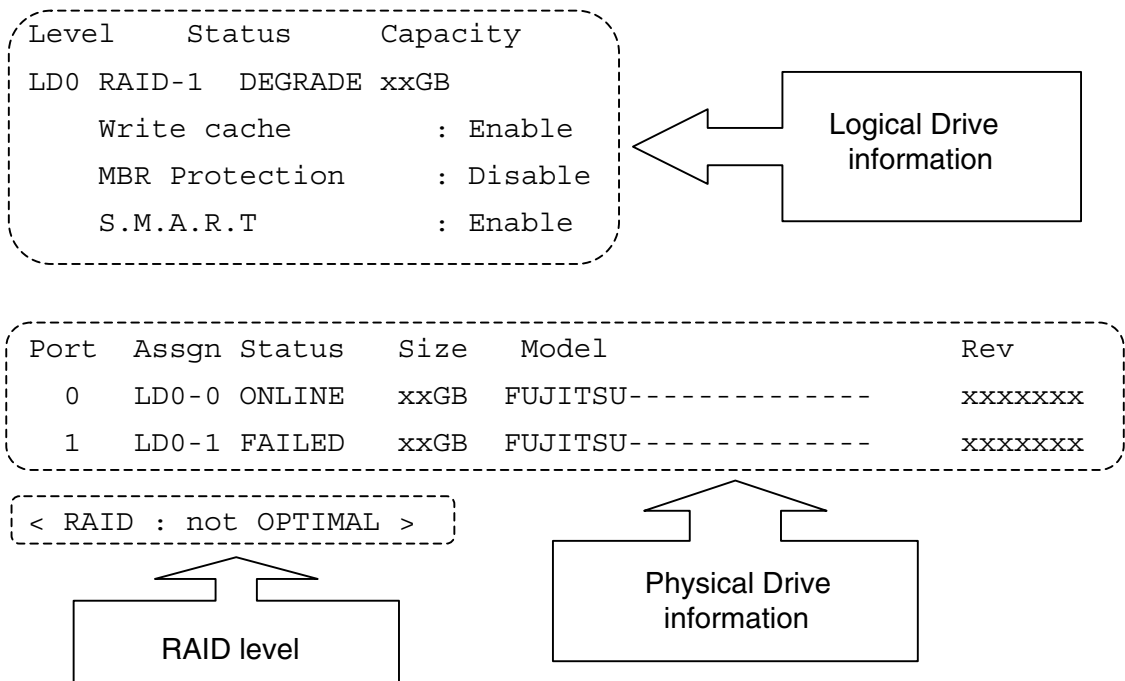 Level Status Capacity
LD0 RAID-1 DEGRADE xxGB
Write cache : Enable
MBR Protection : Disable
S.M.A.R.T : Enable
Logical Drive
information
Port Assgn Status Size Model Rev
0 LD0-0 ONLINE xxGB FUJITSU-------------- xxxxxxx
1 LD0-1 FAILED xxGB FUJITSU-------------- xxxxxxx
< RAID : not OPTIMAL >
Physical Drive
information
RAID level